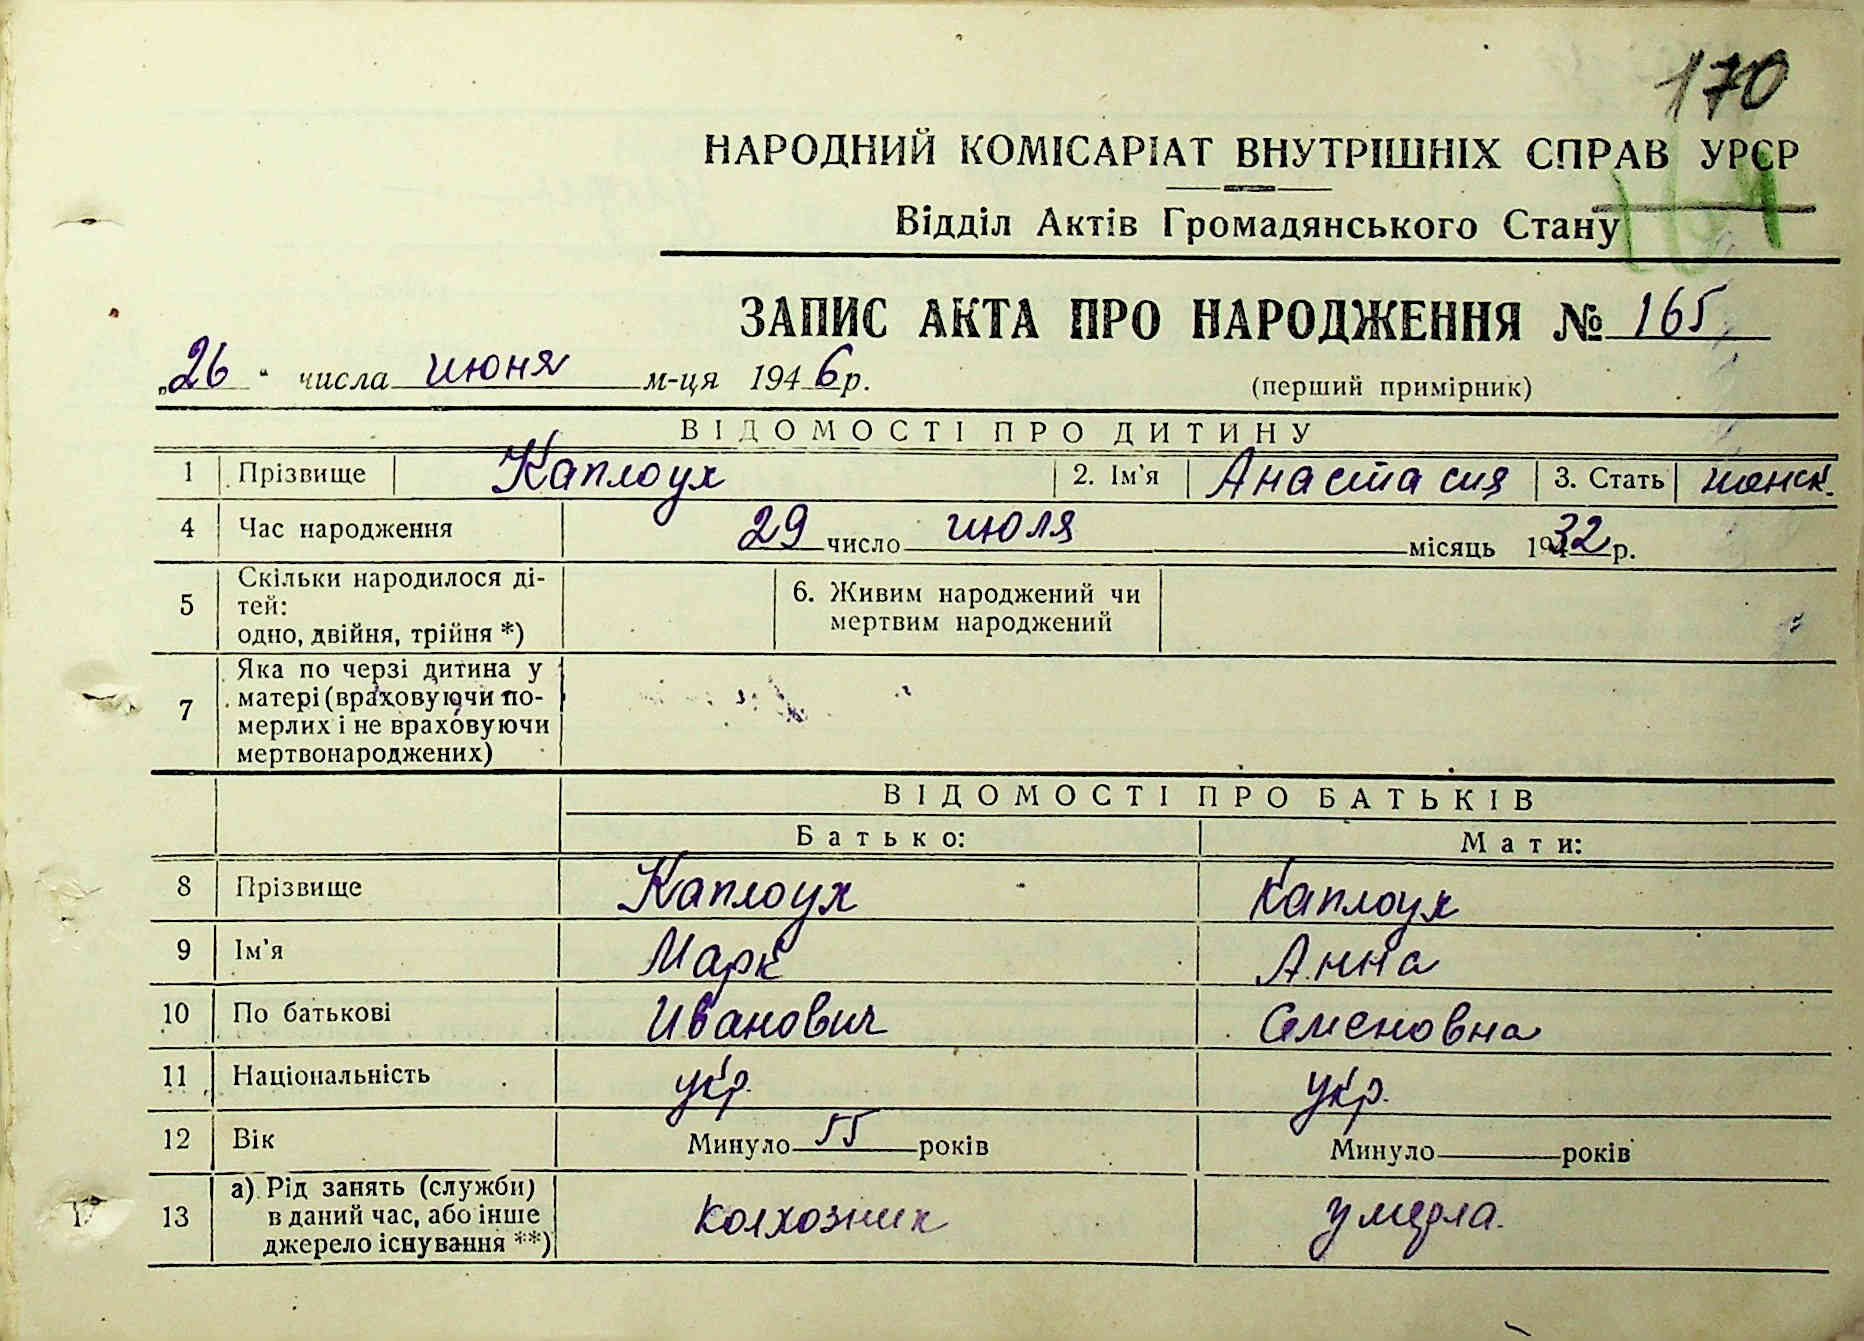 170
НАРОДНИЙ КОМІСАРІАТ ВНУТРІШНІХ СПРАВ УРСР
Відділ Актів Громадянського Стану
ЗАПИС АКТА ПРО НАРОДЖЕННЯ № 165
„26“ числа июня м-ця 1946 р.
(перший примірник)
ВІДОМОСТІ ПРО ДИТИНУ
1 Прізвище Каплоух 2. Ім'я Анастасия 3. Стать женск.
4 Час народження 29 число июля місяць 1932 р.
5 Скільки народилося ді-
тей:
одно, двійня, трійня *)
6. Живим народжений чи
мертвим народжений
7 Яка по черзі дитина у
матері (враховуючи по-
мерлих і не враховуючи
мертвонароджених)
ВІДОМОСТІ ПРО БАТЬКІВ
Батько: Мати:
8 Прізвище Каплоух Каплоух
9 Ім'я Марк Анна
10 По батькові Иванович Семеновна
11 Національність укр. укр.
12 Вік Минуло 55 років Минуло років
13 а) Рід занять (служби)
в даний час, або інше
джерело існування **)
колхозник умерла.